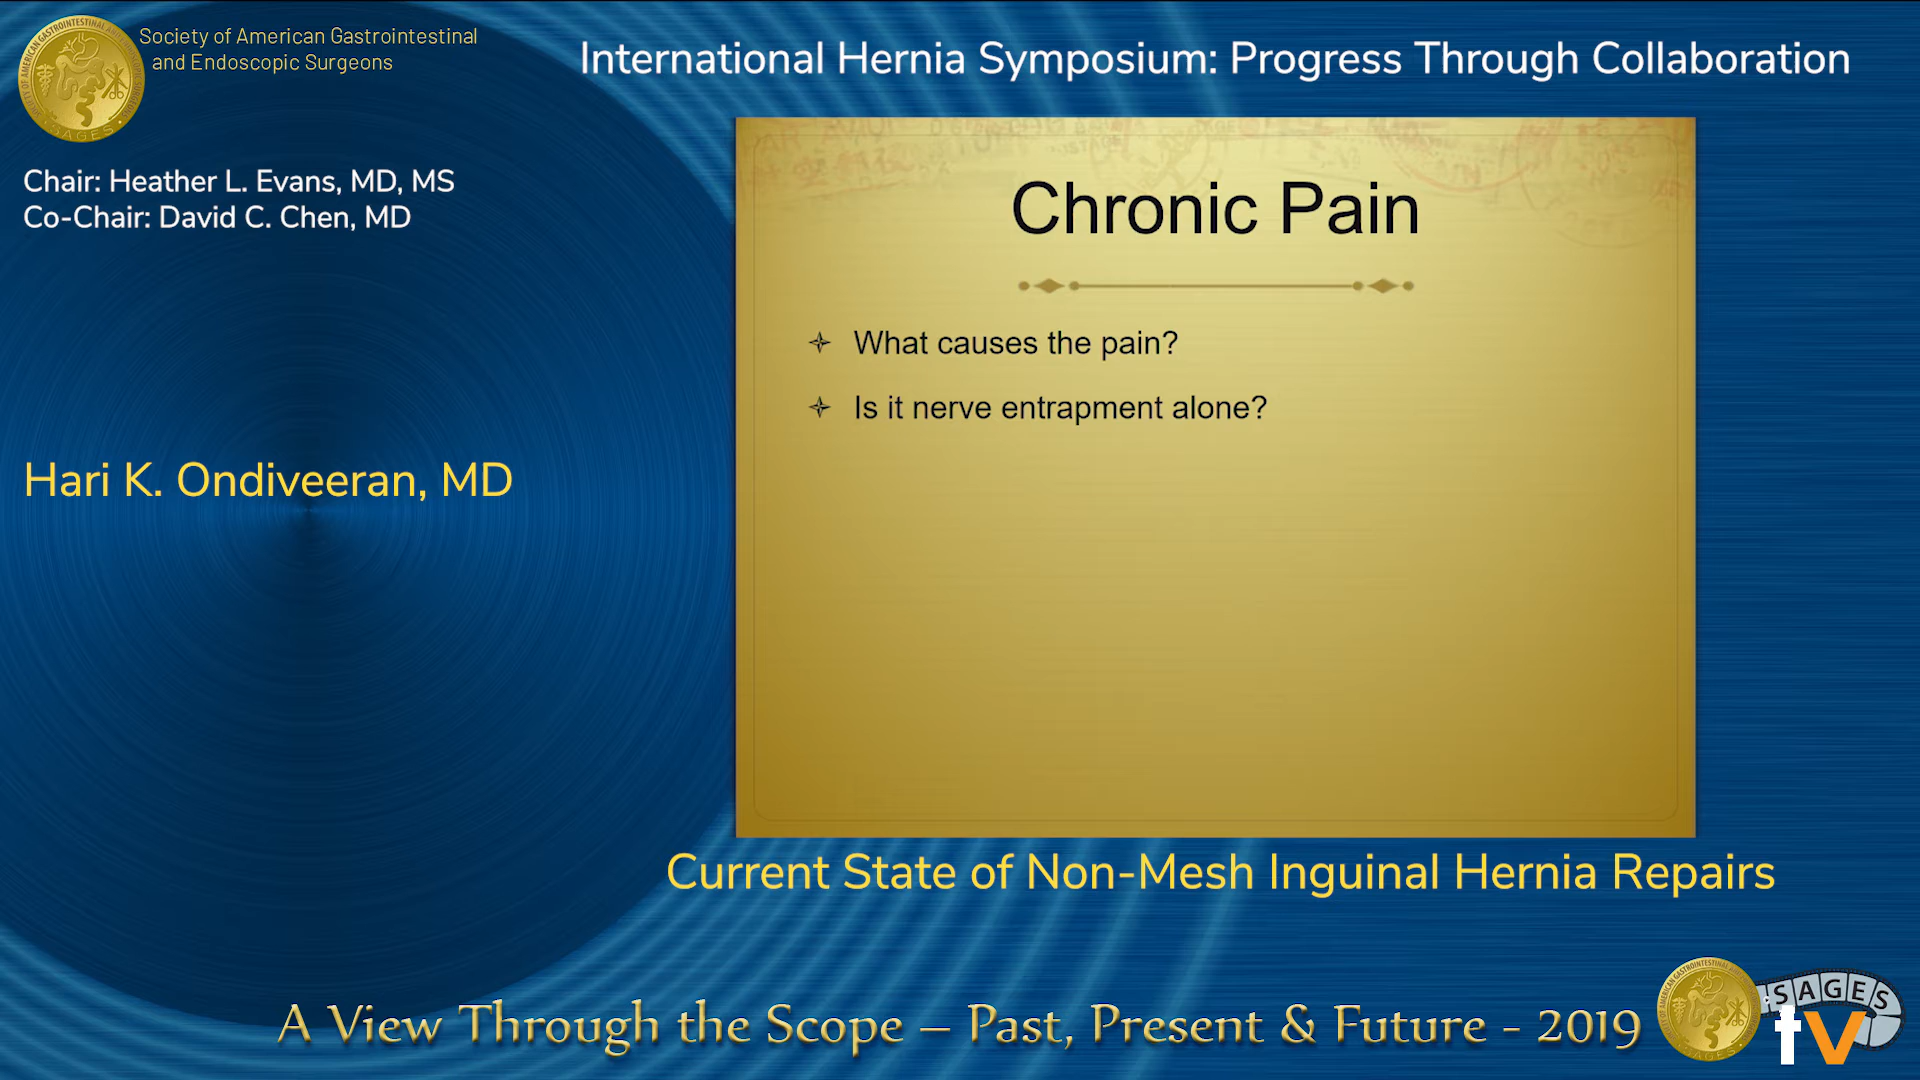 Society of American Gastrointestinal
and Endoscopic Surgeons
International Hernia Symposium: Progress Through Collaboration
Chair: Heather L. Evans, MD, MS
Co-Chair: David C. Chen, MD
Hari K. Ondiveeran, MD
Chronic Pain
What causes the pain?
Is it nerve entrapment alone?
Current State of Non-Mesh Inguinal Hernia Repairs
A View Through the Scope – Past, Present & Future - 2019
SAGES
tv